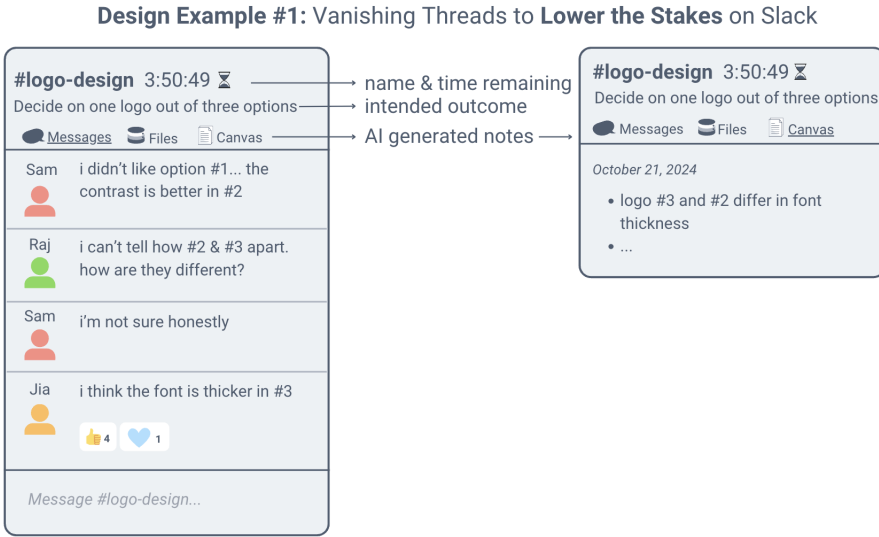 Design Example #1: Vanishing Threads to Lower the Stakes on Slack
#logo-design 3:50:49
Decide on one logo out of three options
Messages Files Canvas
Sam
i didn’t like option #1... the
contrast is better in #2
Raj
i can’t tell how #2 & #3 apart.
how are they different?
Sam
i’m not sure honestly
Jia
i think the font is thicker in #3
4 1
Message #logo-design...
name & time remaining
intended outcome
AI generated notes
#logo-design 3:50:49
Decide on one logo out of three options
Messages Files Canvas
October 21, 2024
• logo #3 and #2 differ in font
thickness
• ...